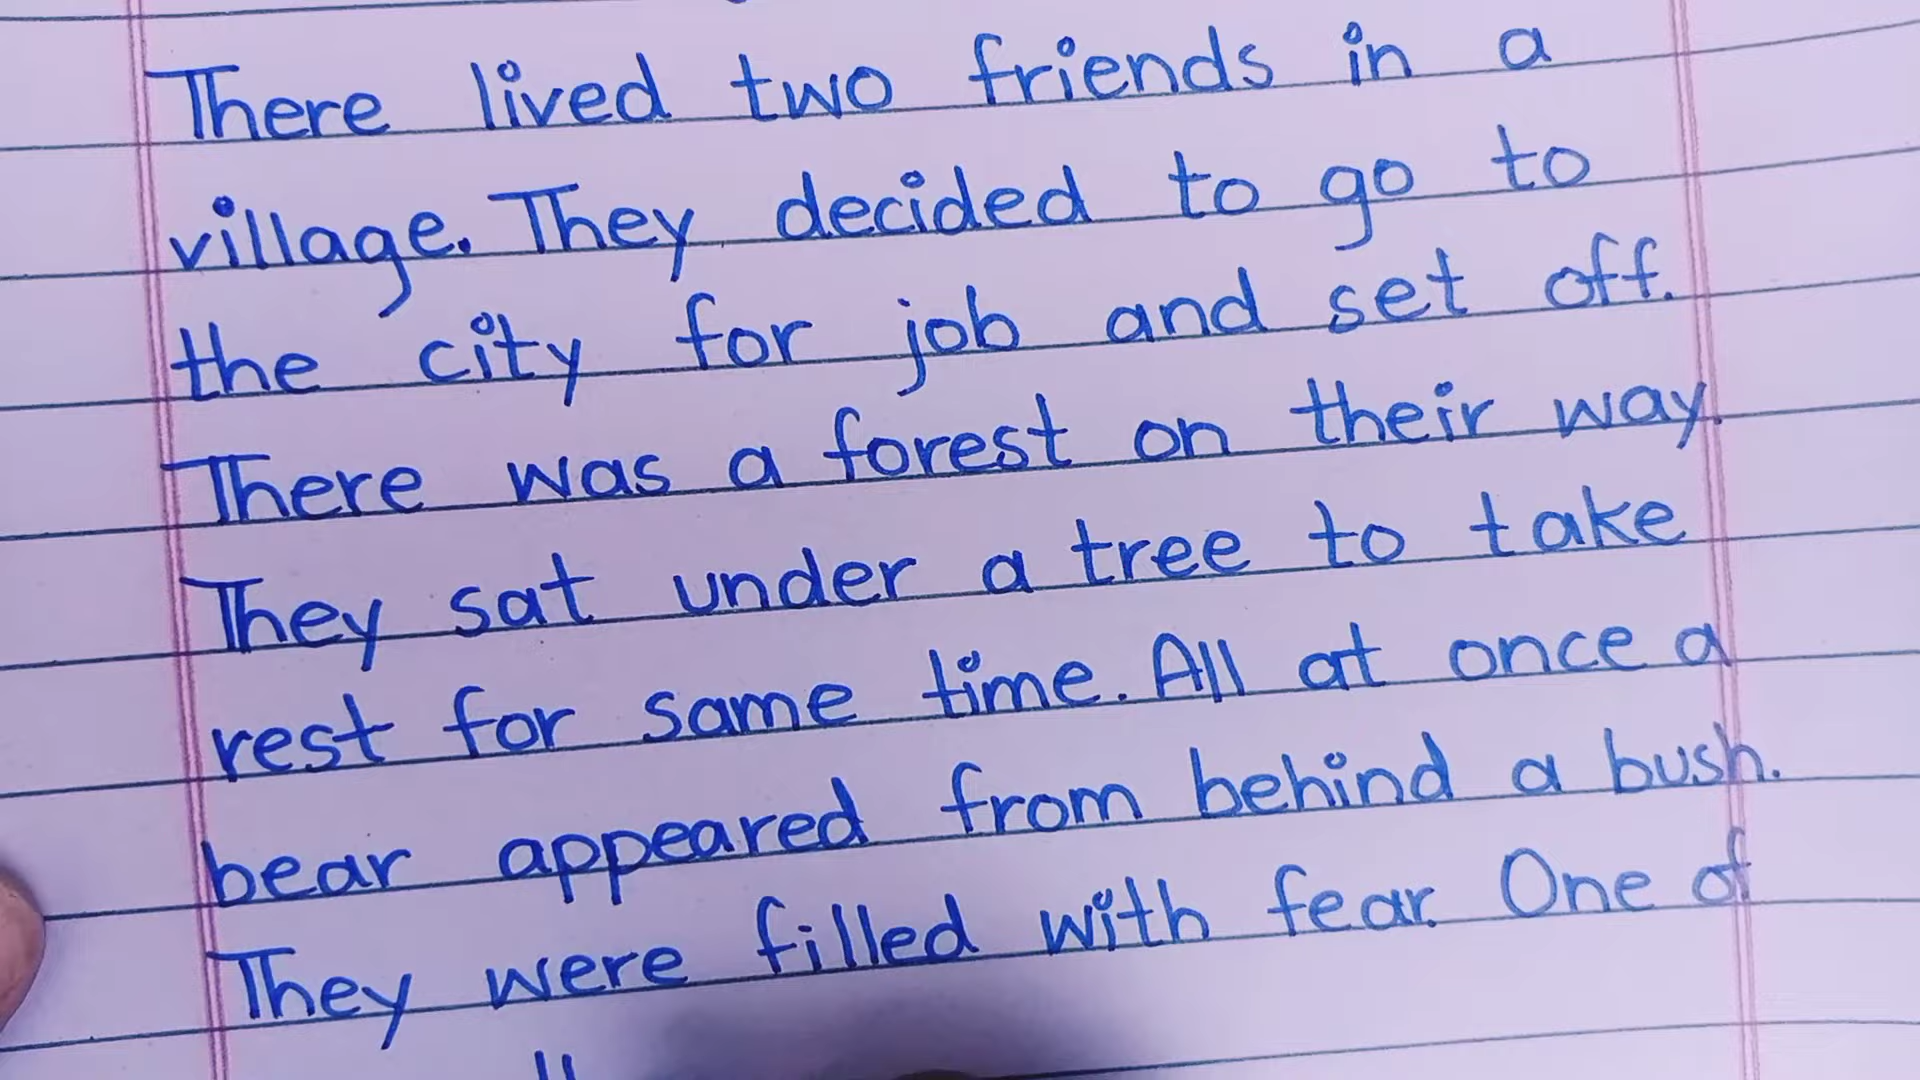 There lived two friends in a
village. They decided to go to
the city for job and set off.
There was a forest on their way.
They sat under a tree to take
rest for same time. All at once a
bear appeared from behind a bush.
They were filled with fear. One of